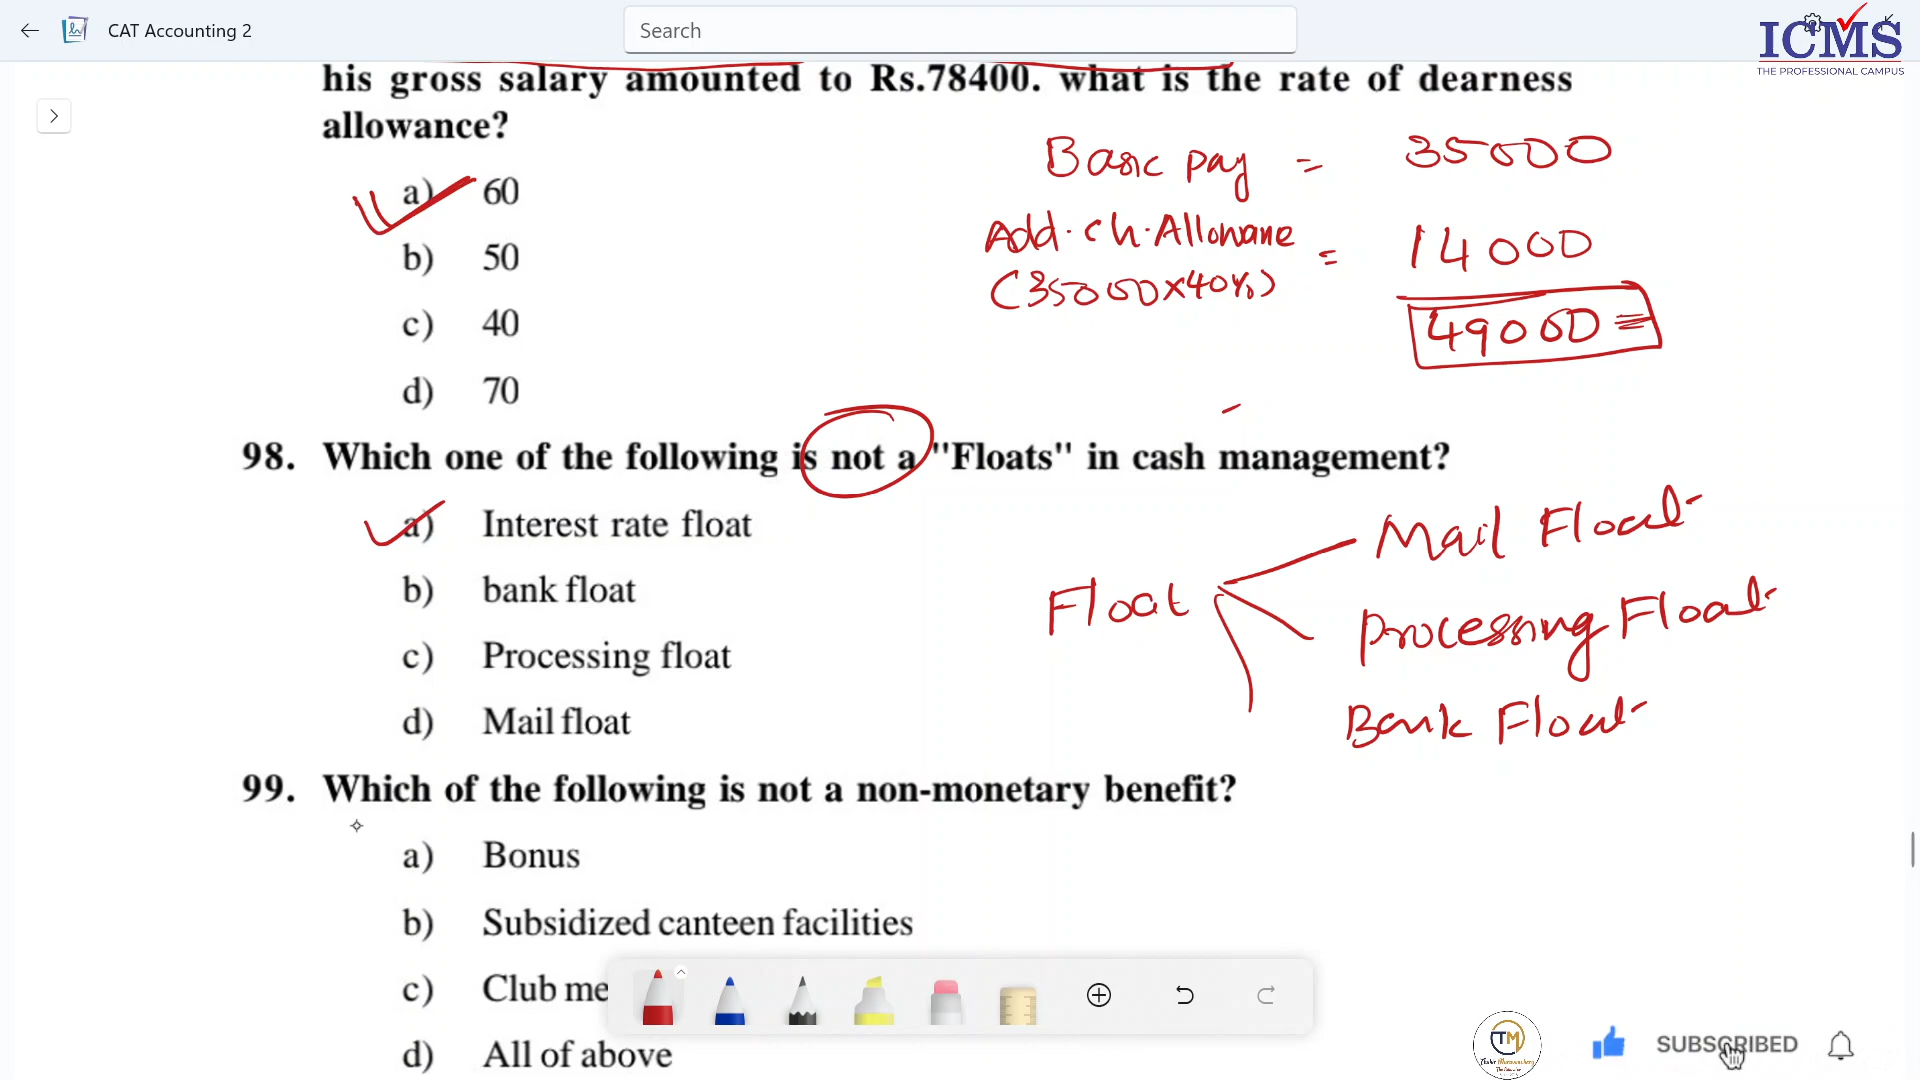 CAT Accounting 2
Search
ICMS
THE PROFESSIONAL CAMPUS
his gross salary amounted to Rs.78400. what is the rate of dearness
allowance?
a) 60
b) 50
c) 40
d) 70
Basic pay = 35000
Add. ch. Allowane = 14000
(35000x40%)
49000 =
98. Which one of the following is not a "Floats" in cash management?
a) Interest rate float
b) bank float
c) Processing float
d) Mail float
Float
Mail Float
Processing Float
Bank Float
99. Which of the following is not a non-monetary benefit?
a) Bonus
b) Subsidized canteen facilities
c) Club me
d) All of above
TM
SUBSCRIBED